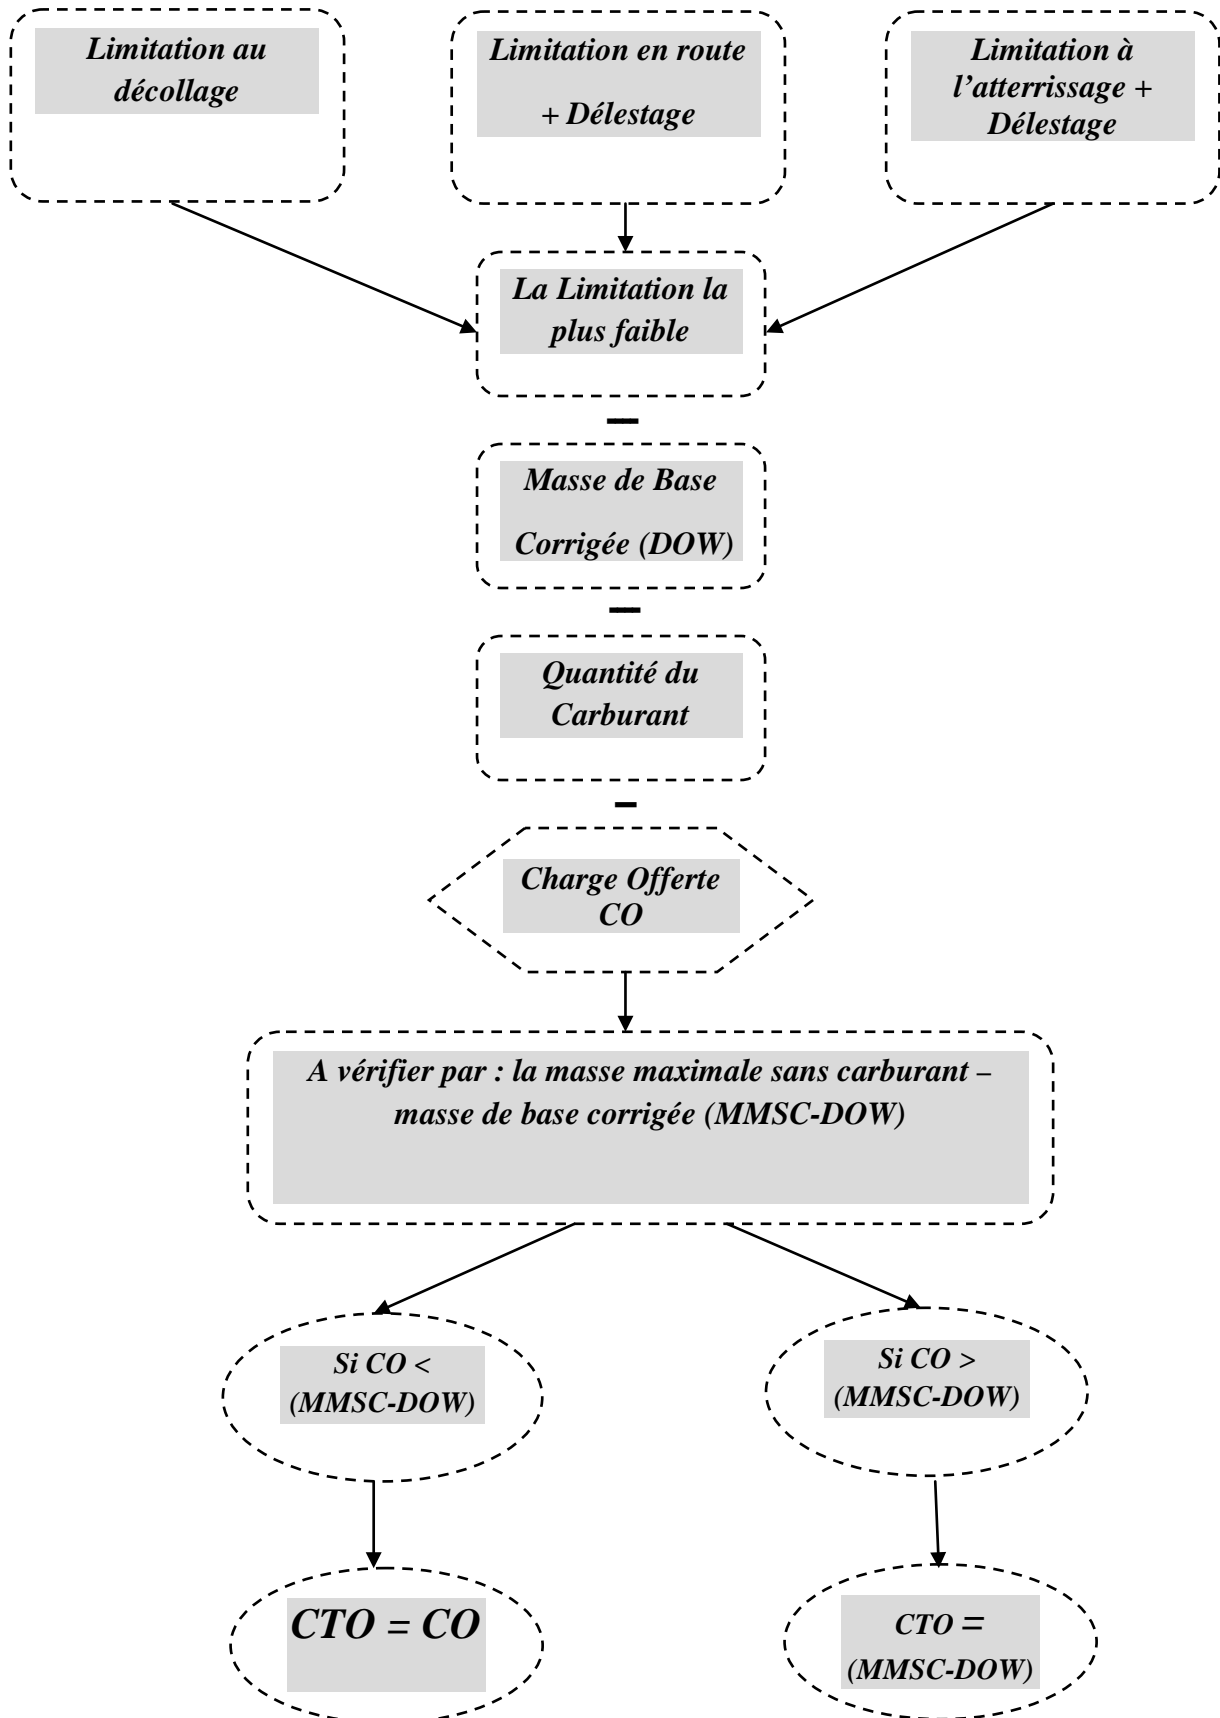 Limitation au
décollage
Limitation en route
+ Délestage
Limitation à
l’atterrissage +
Délestage
La Limitation la
plus faible
Masse de Base
Corrigée (DOW)
Quantité du
Carburant
Charge Offerte
CO
A vérifier par : la masse maximale sans carburant –
masse de base corrigée (MMSC-DOW)
Si CO <
(MMSC-DOW)
Si CO >
(MMSC-DOW)
CTO = CO
CTO =
(MMSC-DOW)